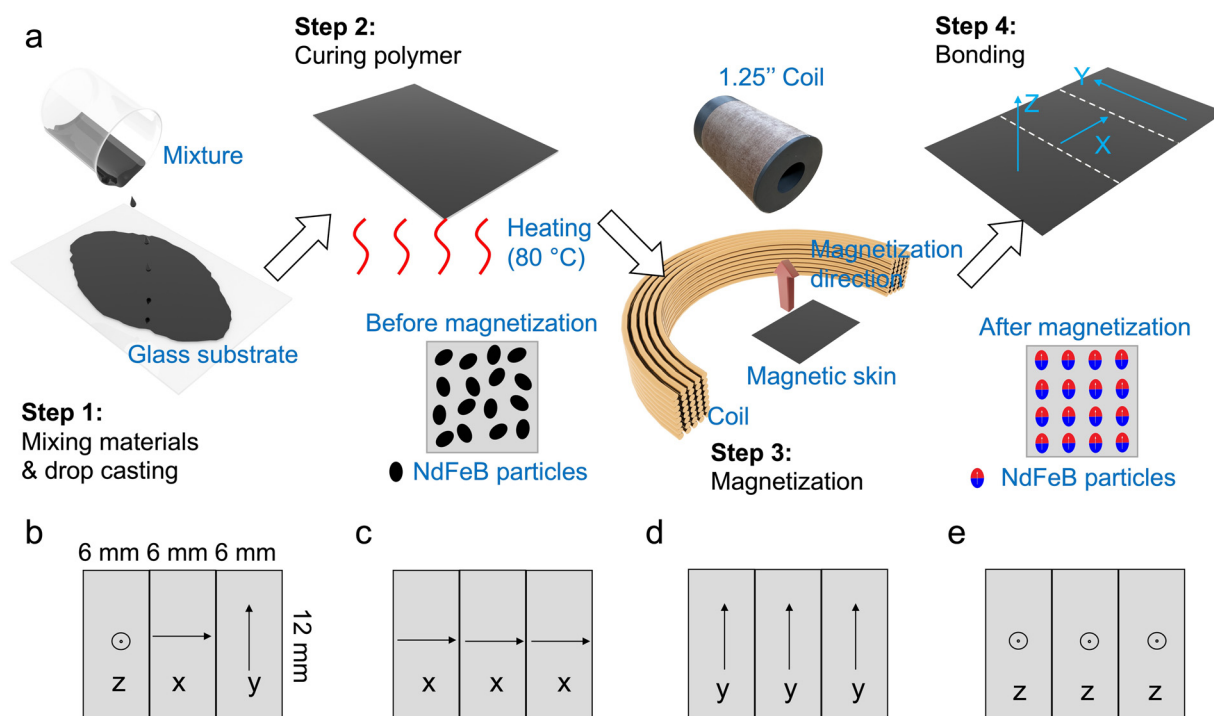 a
Step 1:
Mixing materials
& drop casting
Mixture
Glass substrate
Step 2:
Curing polymer
Heating
(80 °C)
Before magnetization
NdFeB particles
1.25’’ Coil
Magnetization
direction
Magnetic skin
Coil
Step 3:
Magnetization
Step 4:
Bonding
Z
X
Y
After magnetization
NdFeB particles
b
6 mm 6 mm 6 mm
12 mm
z x y
c
x x x
d
y y y
e
z z z